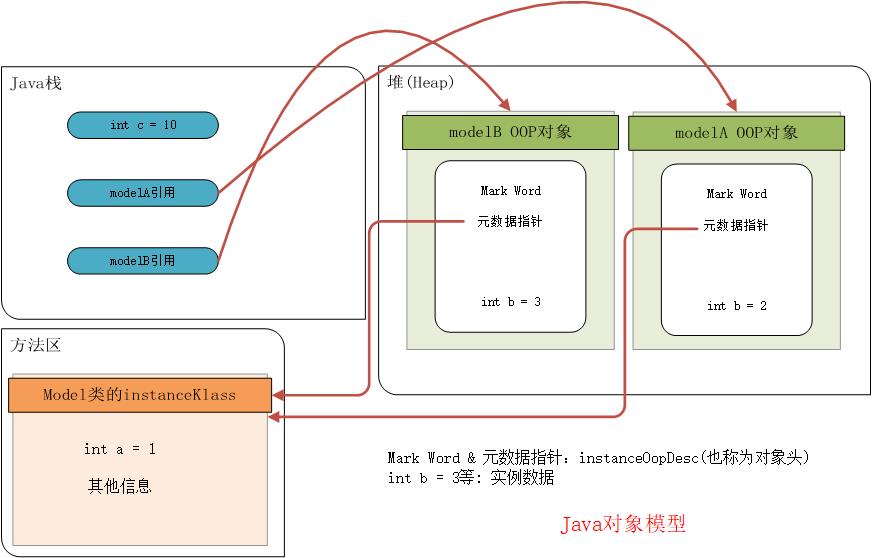 Java栈
int c = 10
modelA引用
modelB引用
堆(Heap)
modelB OOP对象
modelA OOP对象
Mark Word
元数据指针
int b = 3
Mark Word
元数据指针
int b = 2
方法区
Model类的instanceKlass
int a = 1
其他信息
Mark Word & 元数据指针: instanceOopDesc(也称为对象头)
int b = 3等: 实例数据
Java对象模型